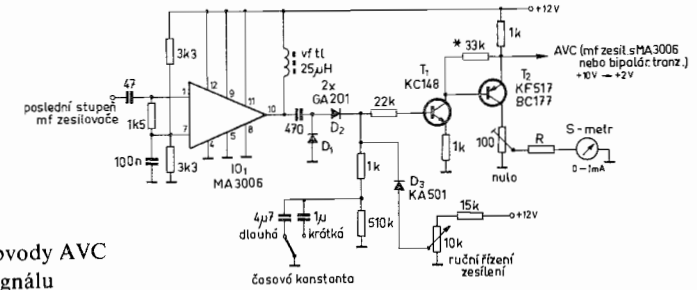 +12V
3k3
vf tl
25µH
* 33k
1k
AVC (mf zesil. s MA3006
nebo bipolár. tranz.)
+10V → +2V
T₁
KC148
T₂
KF517
BC177
2x
GA201
47
poslední stupeň
mf zesilovače
1k5
100n
3k3
1
7
12
9
11
10
4
5
8
IO₁
MA3006
470
D₂
D₁
22k
1k
100
nulo
R
S-metr
0-1mA
1k
D₃
KA501
4µ7
dlouhá
1µ
krátká
510k
časová konstanta
15k
+12V
10k
ruční řízení
zesílení
ovody AVC
gnálu